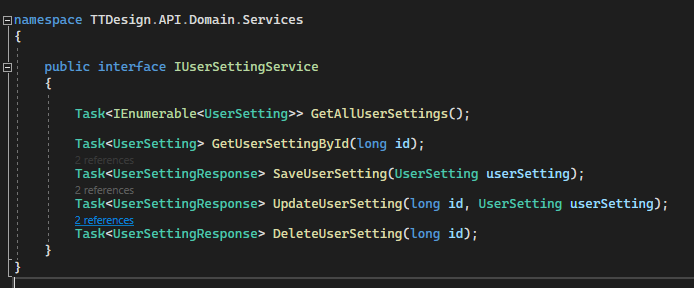 namespace TTDesign.API.Domain.Services
{
public interface IUserSettingService
{
Task<IEnumerable<UserSetting>> GetAllUserSettings();
Task<UserSetting> GetUserSettingById(long id);
2 references
Task<UserSettingResponse> SaveUserSetting(UserSetting userSetting);
2 references
Task<UserSettingResponse> UpdateUserSetting(long id, UserSetting userSetting);
2 references
Task<UserSettingResponse> DeleteUserSetting(long id);
}
}